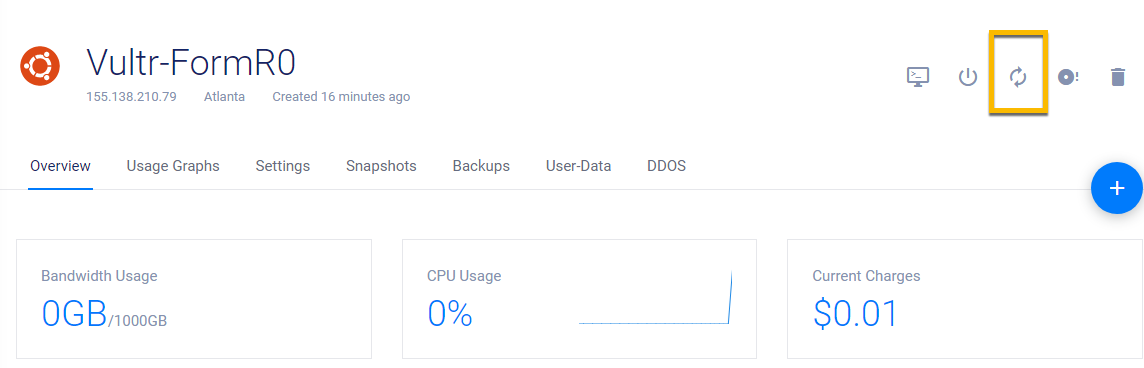 Vultr-FormR0
155.138.210.79 Atlanta Created 16 minutes ago
Overview Usage Graphs Settings Snapshots Backups User-Data DDOS
Bandwidth Usage CPU Usage Current Charges
0GB/1000GB 0% $0.01